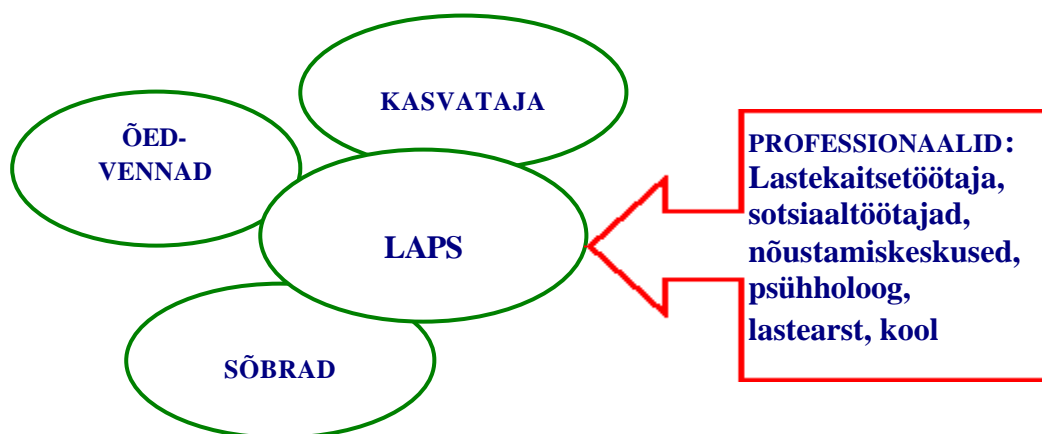 KASVATAJA
ÕED-
VENNAD
LAPS
SÕBRAD
PROFESSIONAALID:
Lastekaitsetöötaja,
sotsiaaltöötajad,
nõustamiskeskused,
psühholoog,
lastearst, kool